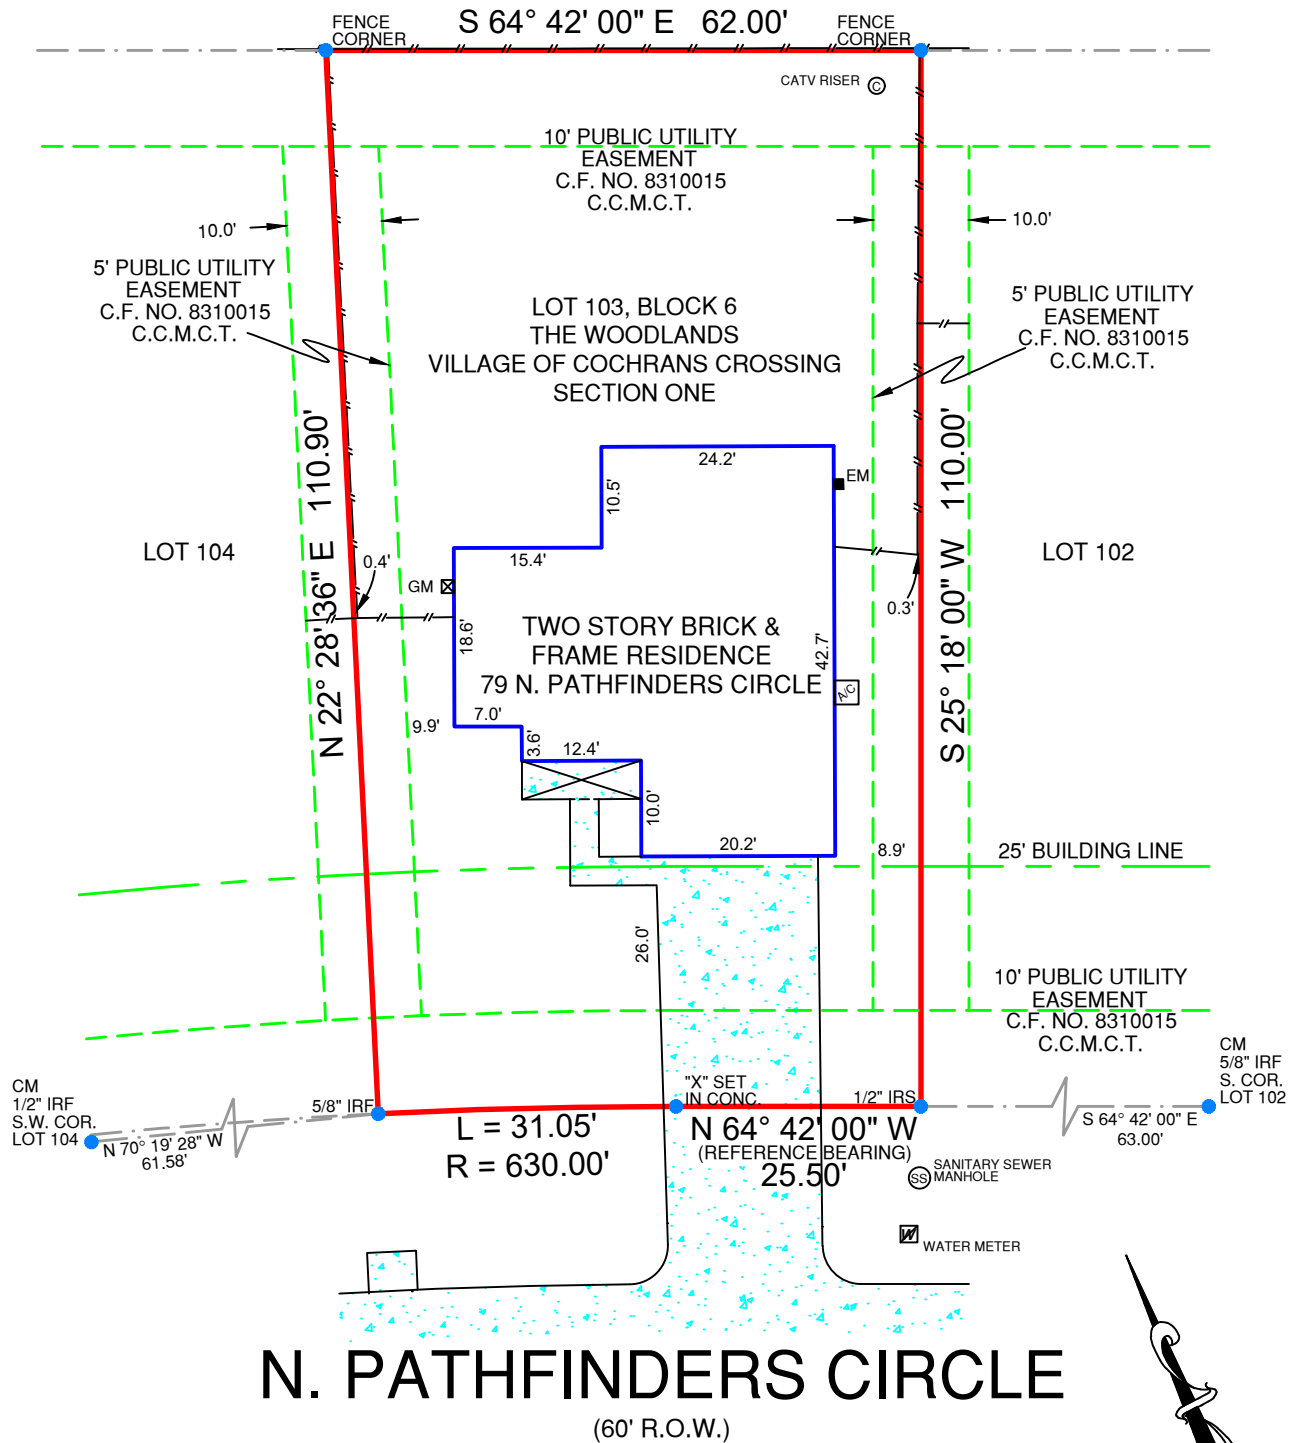 FENCE
CORNER
S 64° 42' 00" E 62.00'
FENCE
CORNER
CATV RISER
C
10' PUBLIC UTILITY
EASEMENT
C.F. NO. 8310015
C.C.M.C.T.
10.0'
10.0'
5' PUBLIC UTILITY
EASEMENT
C.F. NO. 8310015
C.C.M.C.T.
LOT 103, BLOCK 6
THE WOODLANDS
VILLAGE OF COCHRANS CROSSING
SECTION ONE
5' PUBLIC UTILITY
EASEMENT
C.F. NO. 8310015
C.C.M.C.T.
N 22° 28' 36" E 110.90'
S 25° 18' 00" W 110.00'
24.2'
EM
10.5'
15.4'
LOT 104
LOT 102
0.4'
GM
0.3'
18.6'
TWO STORY BRICK &
FRAME RESIDENCE
79 N. PATHFINDERS CIRCLE
42.7'
A/C
9.9'
7.0'
3.6'
12.4'
10.0'
20.2'
8.9'
25' BUILDING LINE
26.0'
10' PUBLIC UTILITY
EASEMENT
C.F. NO. 8310015
C.C.M.C.T.
CM
1/2" IRF
S.W. COR.
LOT 104
N 70° 19' 28" W
61.58'
5/8" IRF
"X" SET
IN CONC.
1/2" IRS
CM
5/8" IRF
S. COR.
LOT 102
S 64° 42' 00" E
63.00'
L = 31.05'
R = 630.00'
N 64° 42' 00" W
(REFERENCE BEARING)
25.50'
SS
SANITARY SEWER
MANHOLE
W
WATER METER
N. PATHFINDERS CIRCLE
(60' R.O.W.)